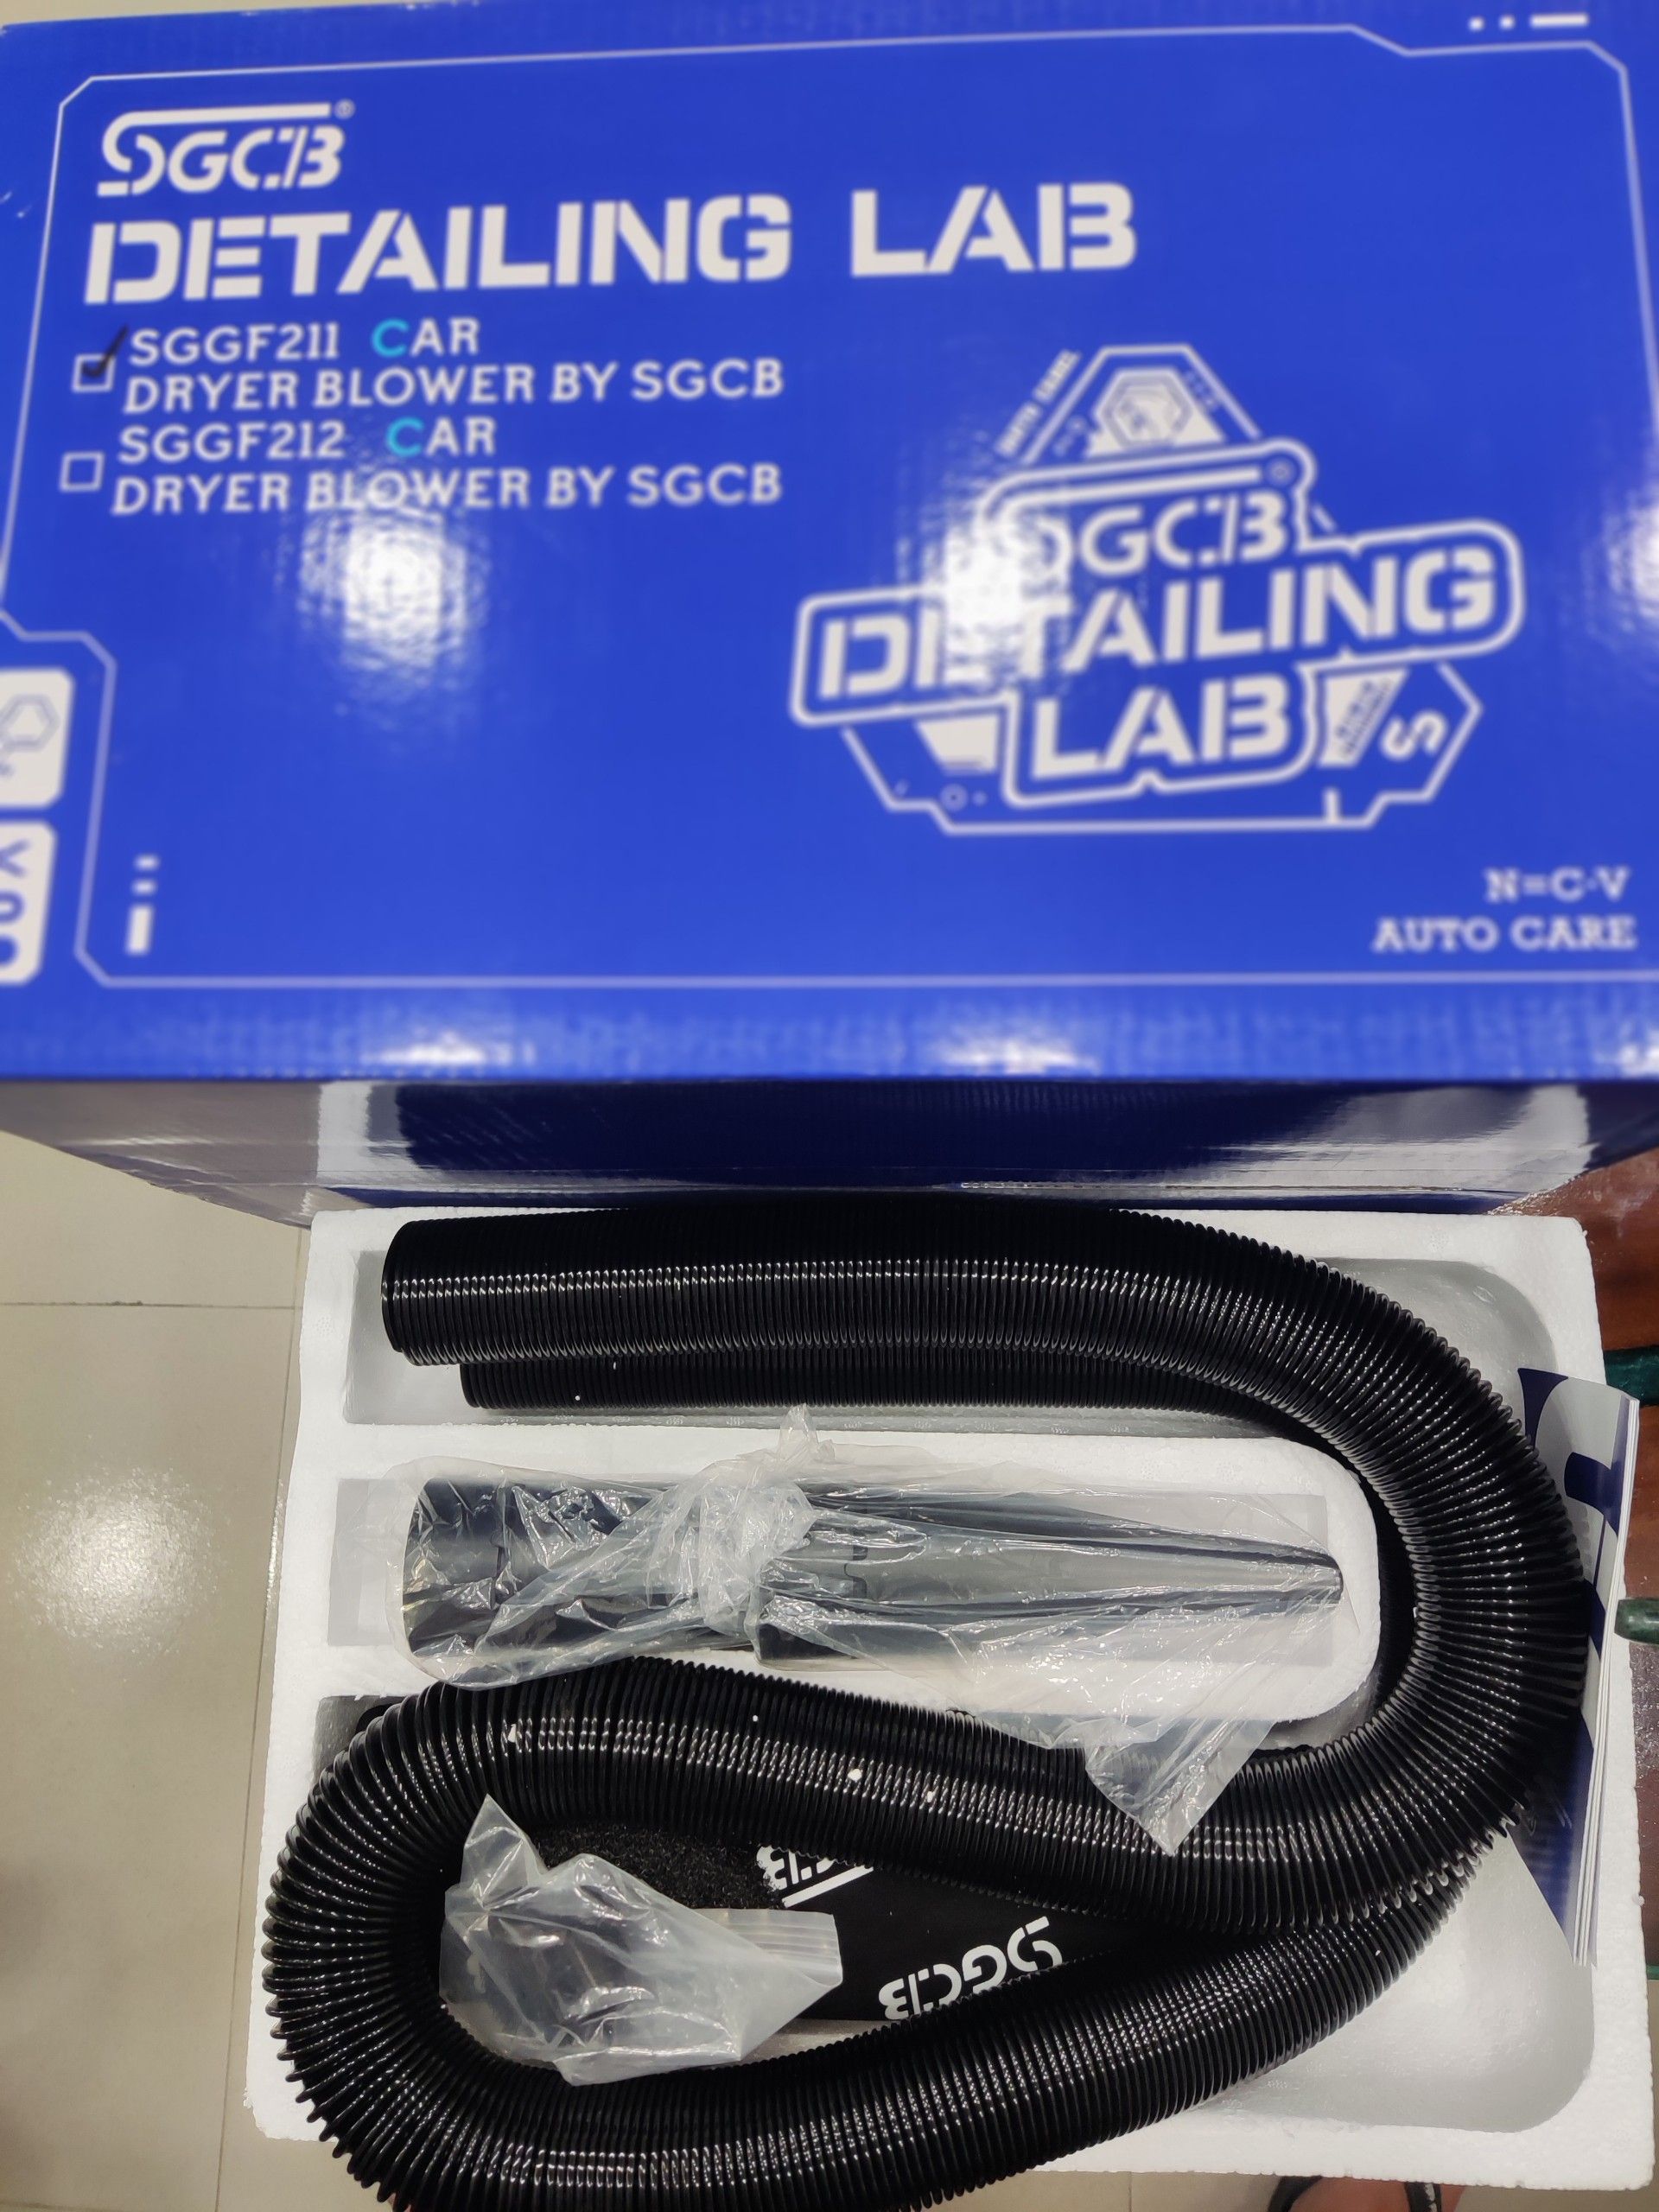 SGCB®
DETAILING LAB
SGGF211 CAR
DRYER BLOWER BY SGCB
SGGF212 CAR
DRYER BLOWER BY SGCB
SGCB
DETAILING
LAB
S
N=C·V
AUTO CARE
SGCB